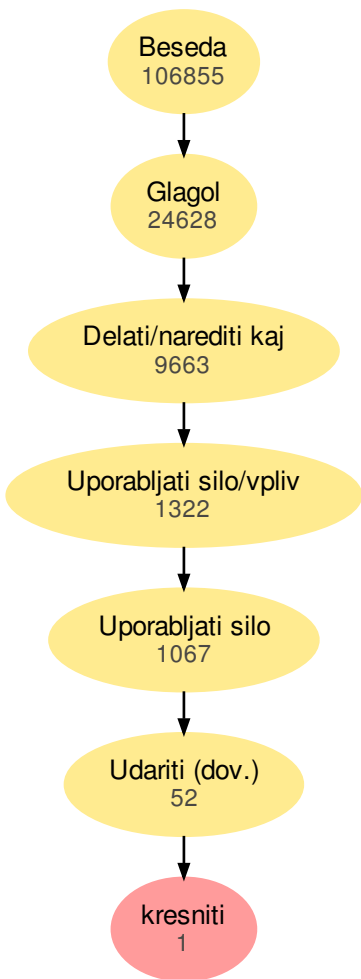 Beseda
106855
Glagol
24628
Delati/narediti kaj
9663
Uporabljati silo/vpliv
1322
Uporabljati silo
1067
Udariti (dov.)
52
kresniti
1